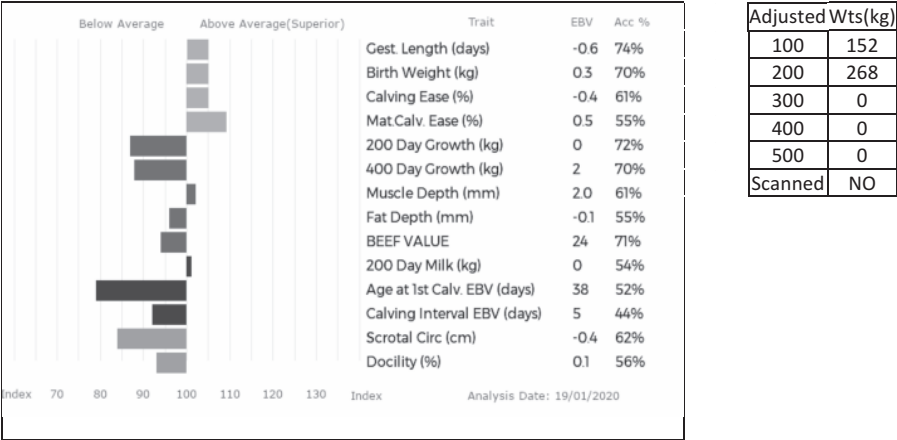 Below Average Above Average(Superior) Trait EBV Acc %
Gest. Length (days) -0.6 74%
Birth Weight (kg) 0.3 70%
Calving Ease (%) -0.4 61%
Mat.Calv. Ease (%) 0.5 55%
200 Day Growth (kg) 0 72%
400 Day Growth (kg) 2 70%
Muscle Depth (mm) 2.0 61%
Fat Depth (mm) -0.1 55%
BEEF VALUE 24 71%
200 Day Milk (kg) 0 54%
Age at 1st Calv. EBV (days) 38 52%
Calving Interval EBV (days) 5 44%
Scrotal Circ (cm) -0.4 62%
Docility (%) 0.1 56%
Index 70 80 90 100 110 120 130 Index Analysis Date: 19/01/2020
Adjusted Wts(kg)
100 152
200 268
300 0
400 0
500 0
Scanned NO